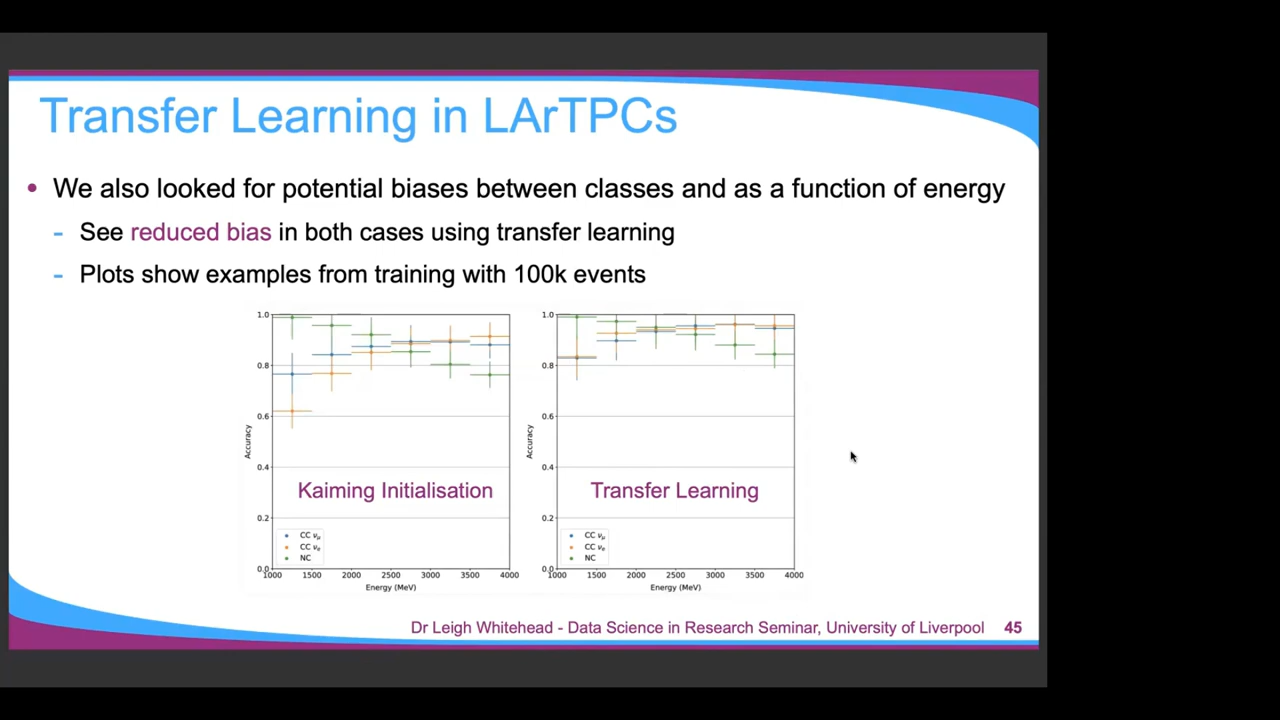 Transfer Learning in LArTPCs
• We also looked for potential biases between classes and as a function of energy
- See reduced bias in both cases using transfer learning
- Plots show examples from training with 100k events
1.0
0.8
0.6
0.4
0.2
0.0
Accuracy
Kaiming Initialisation
CC νμ
CC νe
NC
1000 1500 2000 2500 3000 3500 4000
Energy (MeV)
1.0
0.8
0.6
0.4
0.2
0.0
Accuracy
Transfer Learning
CC νμ
CC νe
NC
1000 1500 2000 2500 3000 3500 4000
Energy (MeV)
Dr Leigh Whitehead - Data Science in Research Seminar, University of Liverpool 45